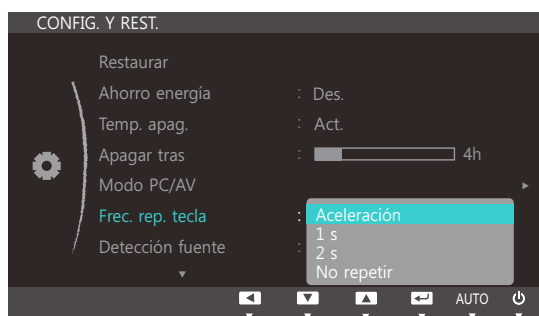 CONFIG. Y REST.
Restaurar
Ahorro energía : Des.
Temp. apag. : Act.
Apagar tras : 4h
Modo PC/AV
Frec. rep. tecla : Aceleración
1 s
2 s
Detección fuente :
No repetir
AUTO